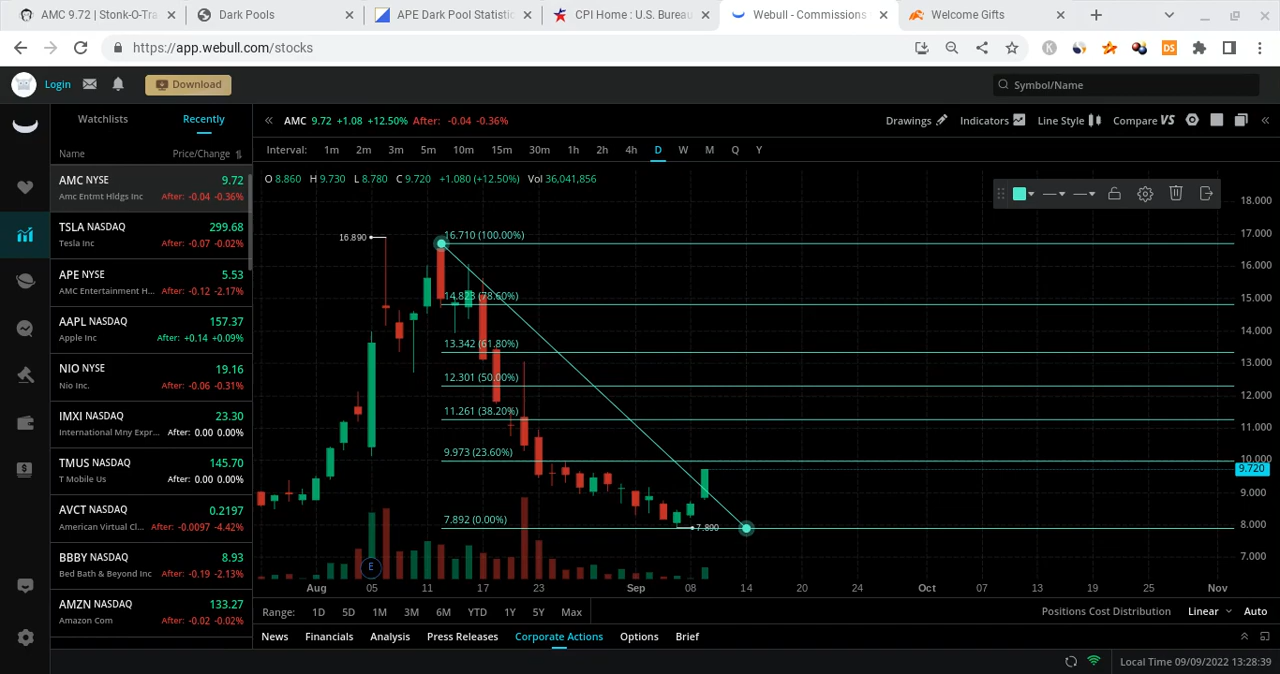 AMC 9.72 | Stonk-O-Tra
Dark Pools
APE Dark Pool Statistic
CPI Home : U.S. Bureau
Webull - Commissions
Welcome Gifts
https://app.webull.com/stocks
K
DS
Login
Download
Symbol/Name
Watchlists
Recently
AMC 9.72 +1.08 +12.50% After: -0.04 -0.36%
Drawings
Indicators
Line Style
Compare VS
Name
Price/Change
Interval: 1m 2m 3m 5m 10m 15m 30m 1h 2h 4h D W M Q Y
O 8.860 H 9.730 L 8.780 C 9.720 +1.080 (+12.50%) Vol 36,041,856
AMC NYSE 9.72
Amc Entmt Hldgs Inc After: -0.04 -0.36%
TSLA NASDAQ 299.68
Tesla Inc After: -0.07 -0.02%
APE NYSE 5.53
AMC Entertainment H... After: -0.12 -2.17%
AAPL NASDAQ 157.37
Apple Inc After: +0.14 +0.09%
NIO NYSE 19.16
Nio Inc. After: -0.06 -0.31%
IMXI NASDAQ 23.30
International Mny Expr... After: 0.00 0.00%
TMUS NASDAQ 145.70
T Mobile Us After: 0.00 0.00%
AVCT NASDAQ 0.2197
American Virtual Cl... After: -0.0097 -4.42%
BBBY NASDAQ 8.93
Bed Bath & Beyond Inc After: -0.19 -2.13%
AMZN NASDAQ 133.27
Amazon Com After: -0.02 -0.02%
16.890
16.710 (100.00%)
14.823 (78.60%)
13.342 (61.80%)
12.301 (50.00%)
11.261 (38.20%)
9.973 (23.60%)
7.892 (0.00%)
7.890
E
18.000
17.000
16.000
15.000
14.000
13.000
12.000
11.000
10.000
9.720
9.000
8.000
7.000
Aug 05 11 17 23 Sep 08 14 20 24 Oct 07 13 19 25 Nov
Range: 1D 5D 1M 3M 6M YTD 1Y 5Y Max
Positions Cost Distribution Linear Auto
News Financials Analysis Press Releases Corporate Actions Options Brief
Local Time 09/09/2022 13:28:39